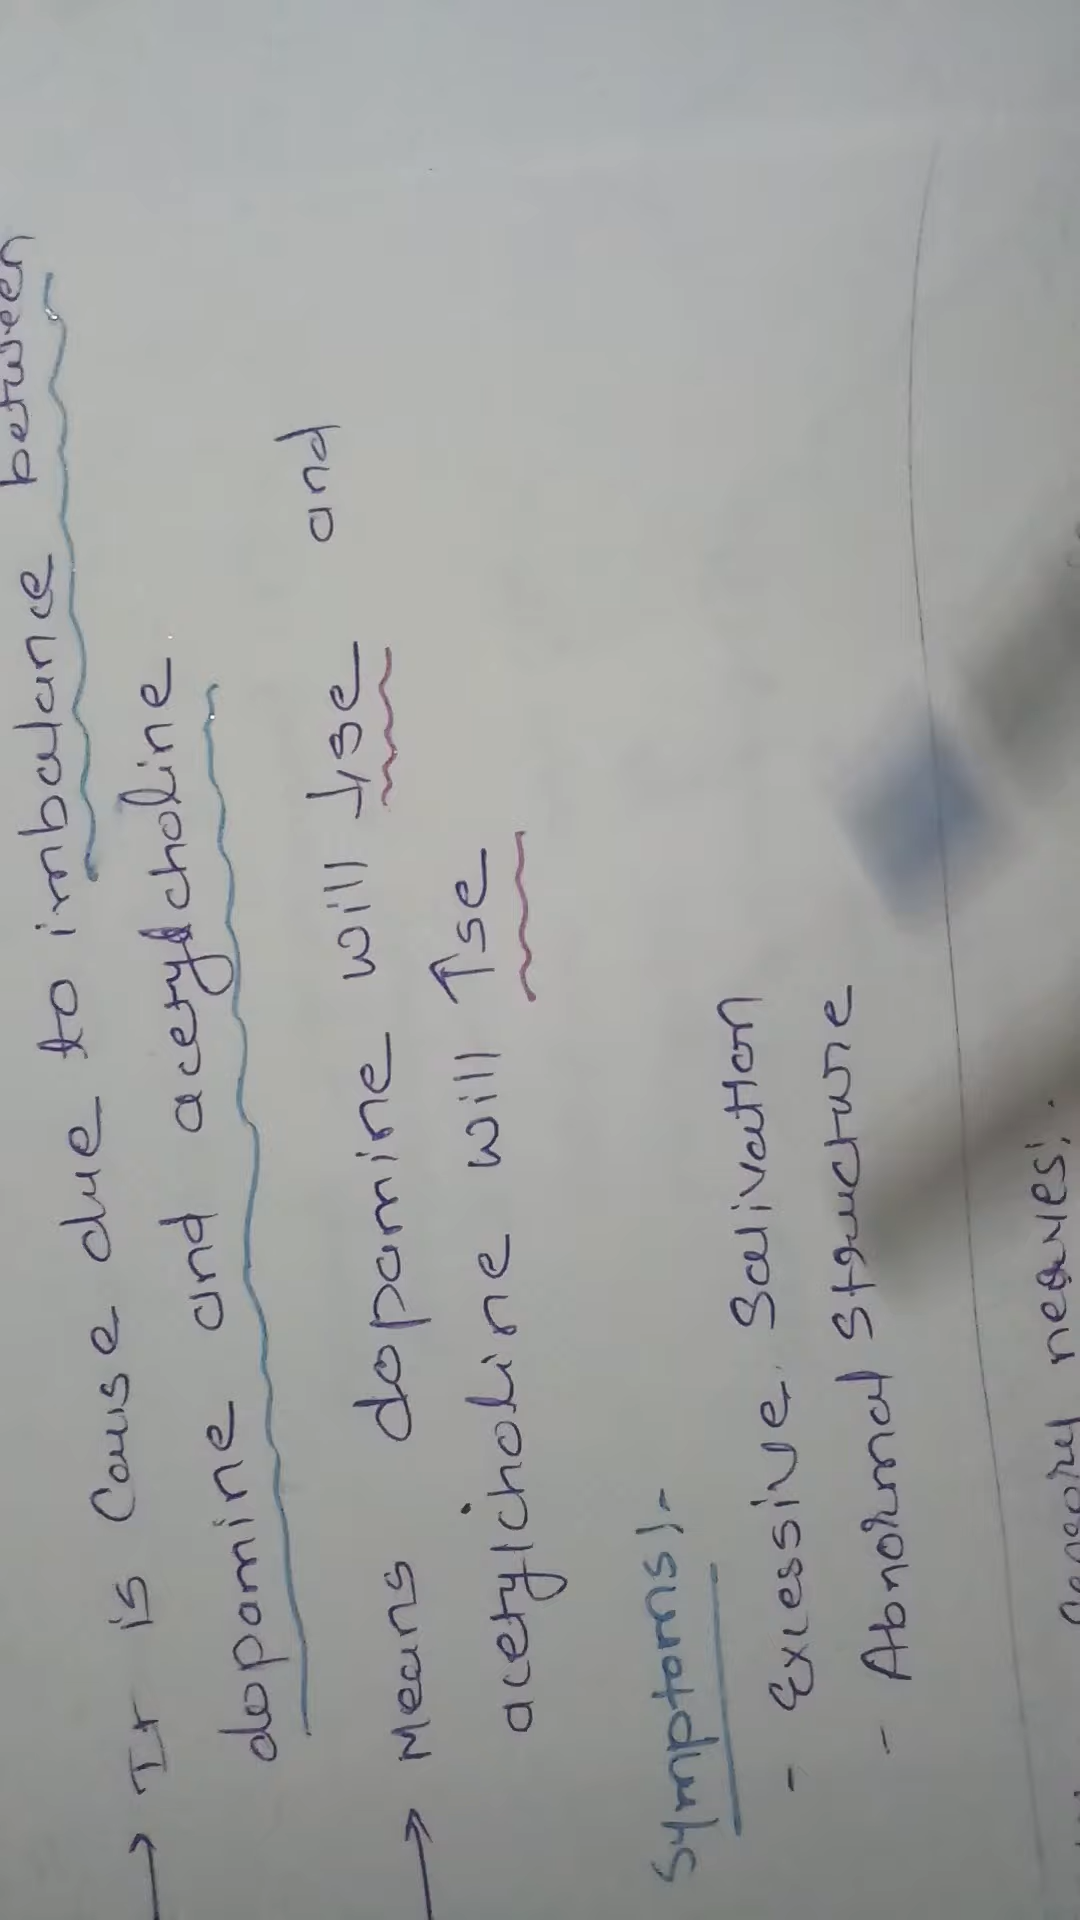 → It is Cause due to imbalance between
dopamine and acetylcholine
→ Means dopamine will ↓se and
acetylcholine will ↑se
Symptoms :-
- Excessive Salivation
- Abnormal Structure
nerves.